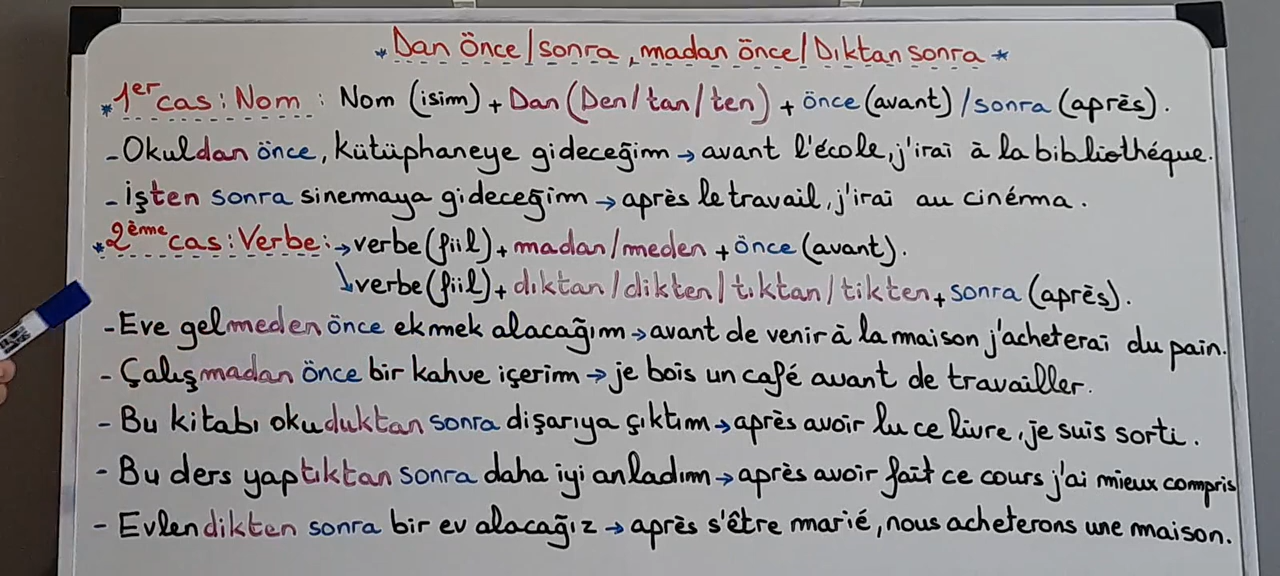 * Dan önce/sonra, madan önce/Dıktan sonra *
* 1er cas : Nom : Nom (isim) + Dan (Den/tan/ten) + önce (avant) /sonra (après).
- Okuldan önce, kütüphaneye gideceğim → avant l'école, j'irai à la bibliothéque.
- İşten sonra sinemaya gideceğim → après le travail, j'irai au cinéma.
* 2ème cas : Verbe : → verbe (fiil) + madan/meden + önce (avant).
↳ verbe (fiil) + dıktan/dikten/tıktan/tikten + sonra (après).
- Eve gelmeden önce ekmek alacağım → avant de venir à la maison j'acheterai du pain.
- Çalışmadan önce bir kahve içerim → je bois un café avant de travailler.
- Bu kitabı okuduktan sonra dişarıya çıktım → après avoir lu ce livre, je suis sorti.
- Bu ders yaptıktan sonra daha iyi anladım → après avoir fait ce cours j'ai mieux compris
- Evlendikten sonra bir ev alacağız → après s'être marié, nous acheterons une maison.